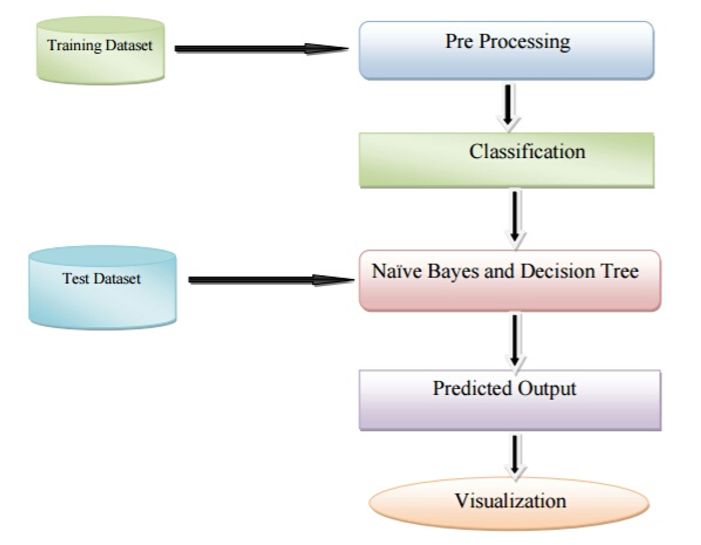 Training Dataset
Pre Processing
Classification
Test Dataset
Naïve Bayes and Decision Tree
Predicted Output
Visualization